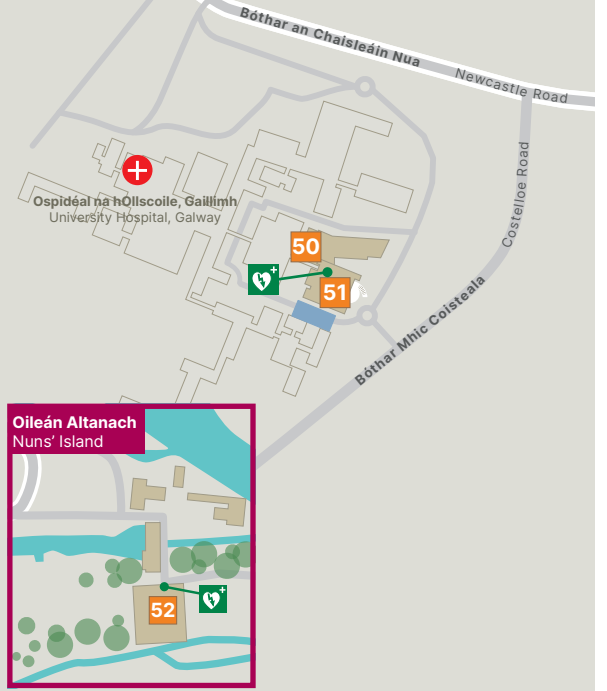 Bóthar an Chaisleáin Nua
Newcastle Road
Costelloe Road
Ospidéal na hOllscoile, Gaillimh
University Hospital, Galway
50
51
Bóthar Mhic Coisteala
Oileán Altanach
Nuns’ Island
52